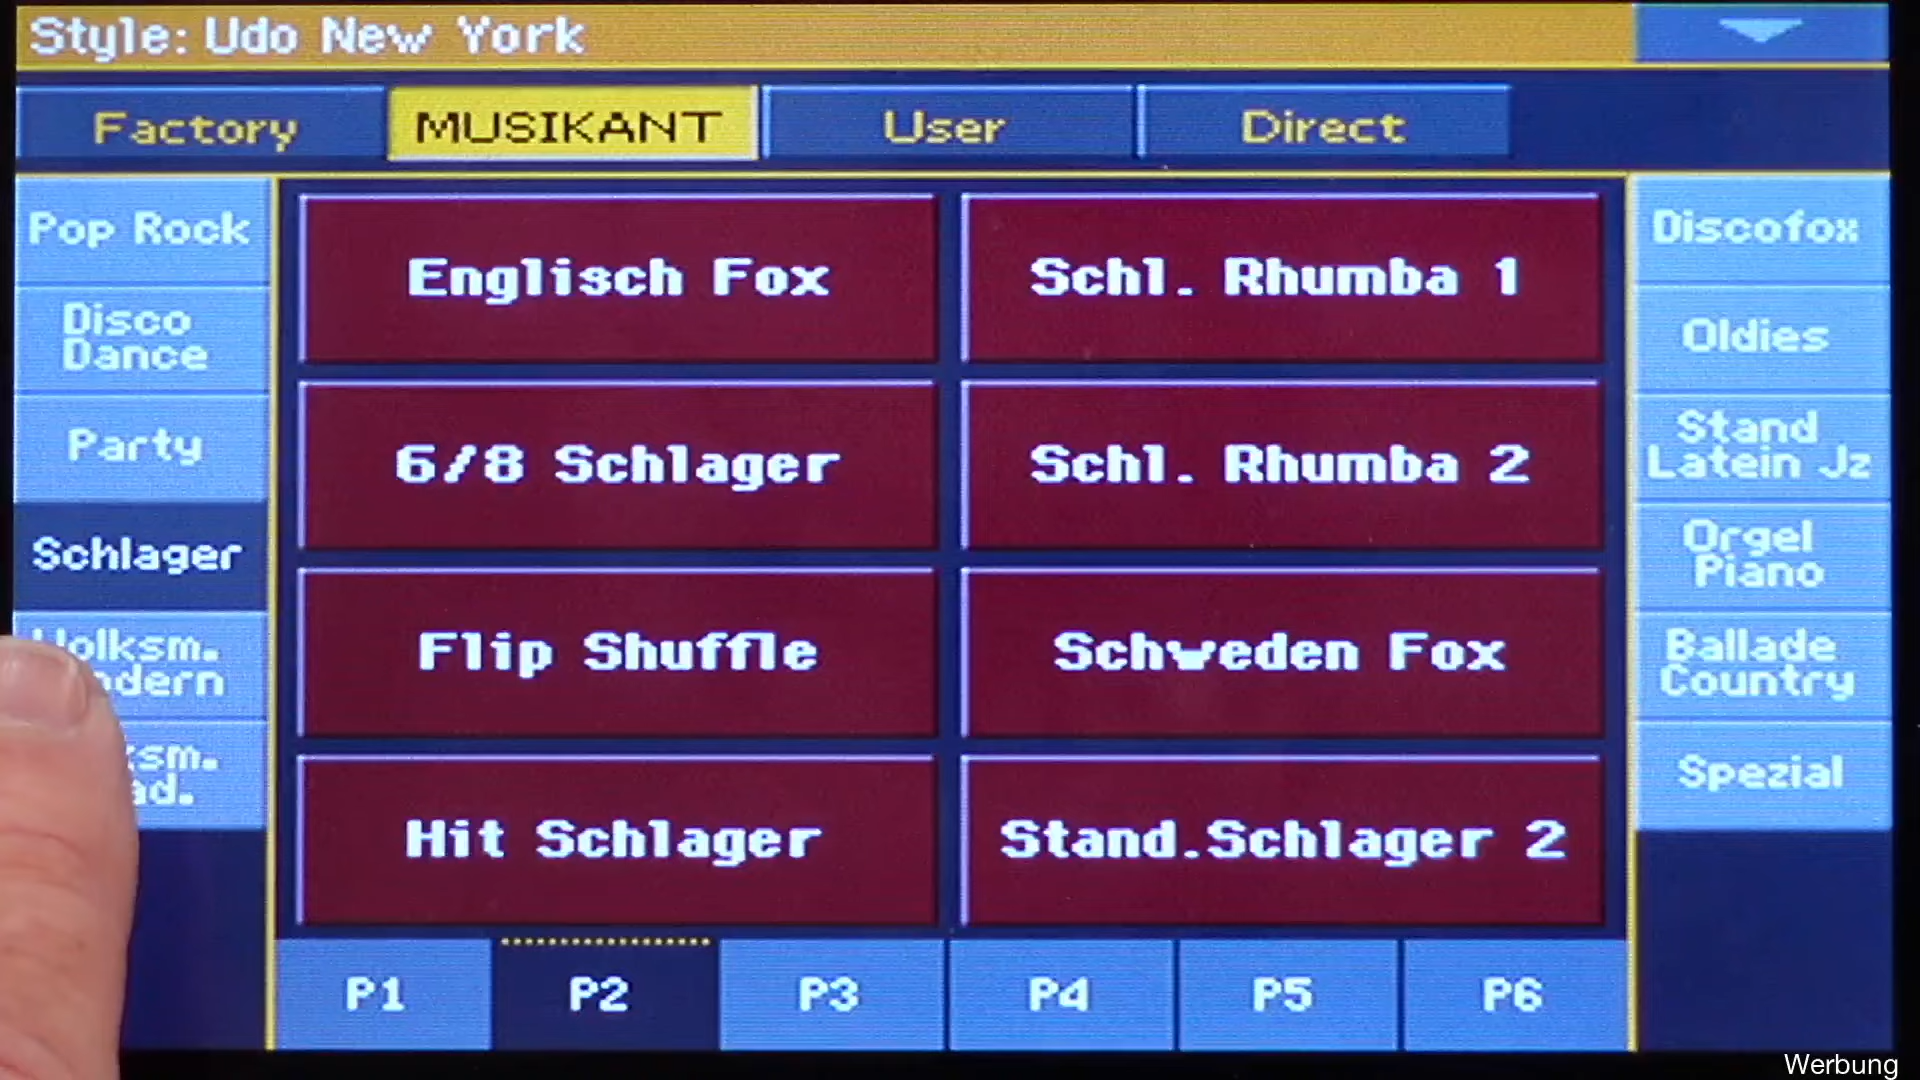 Style: Udo New York
Factory
MUSIKANT
User
Direct
Pop Rock
Disco
Dance
Party
Schlager
Volksm.
Englisch Fox
Schl. Rhumba 1
6/8 Schlager
Schl. Rhumba 2
Flip Shuffle
Schweden Fox
Hit Schlager
Stand.Schlager 2
Discofox
Oldies
Stand
Latein Jz
Orgel
Piano
Ballade
Country
Spezial
P1
P2
P3
P4
P5
P6
Werbung